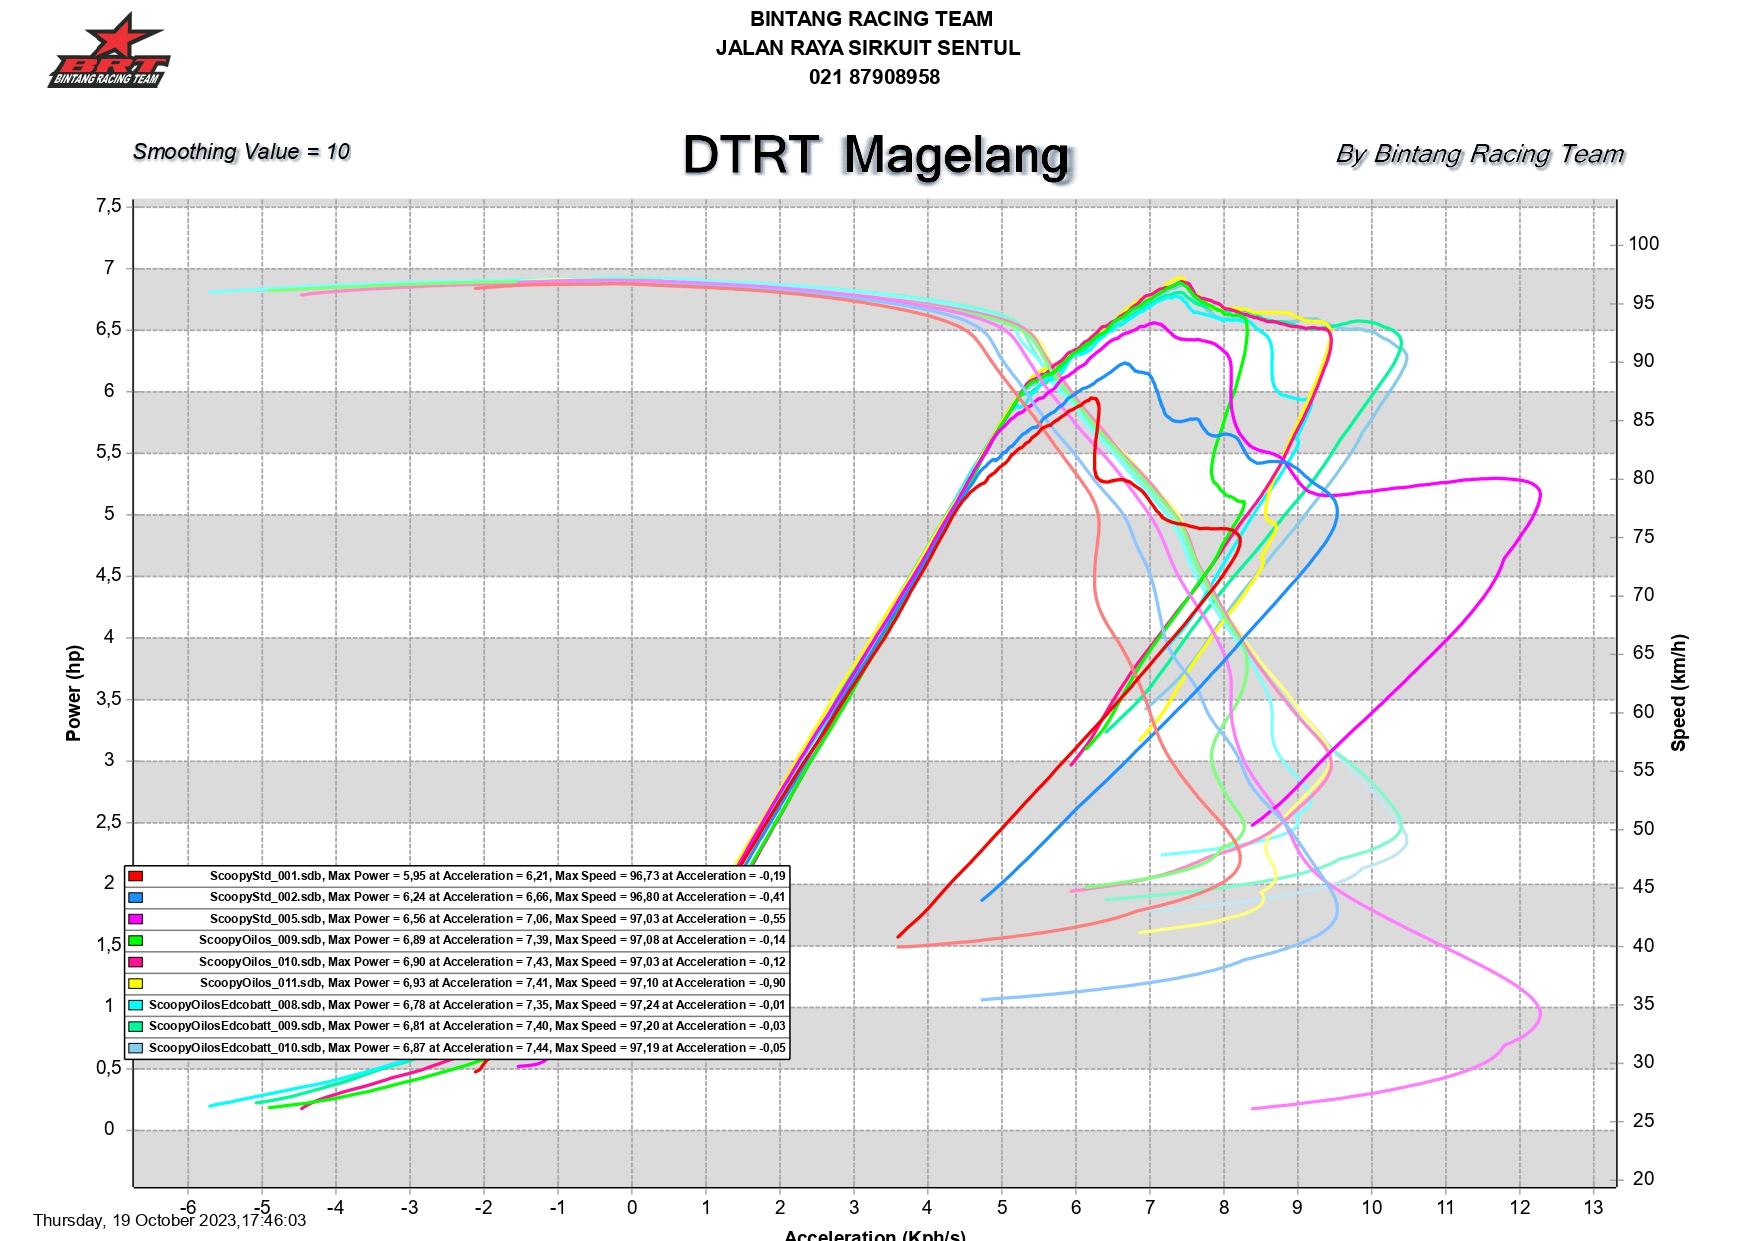 BINTANG RACING TEAM
JALAN RAYA SIRKUIT SENTUL
021 87908958
BRT
BINTANG RACING TEAM
Smoothing Value = 10
DTRT Magelang
By Bintang Racing Team
7,5
7
6,5
6
5,5
5
4,5
4
3,5
3
2,5
2
1,5
1
0,5
0
Power (hp)
100
95
90
85
80
75
70
65
60
55
50
45
40
35
30
25
20
Speed (km/h)
ScoopyStd_001.sdb, Max Power = 5,95 at Acceleration = 6,21, Max Speed = 96,73 at Acceleration = -0,19
ScoopyStd_002.sdb, Max Power = 6,24 at Acceleration = 6,66, Max Speed = 96,80 at Acceleration = -0,41
ScoopyStd_005.sdb, Max Power = 6,56 at Acceleration = 7,06, Max Speed = 97,03 at Acceleration = -0,55
ScoopyOilos_009.sdb, Max Power = 6,89 at Acceleration = 7,39, Max Speed = 97,08 at Acceleration = -0,14
ScoopyOilos_010.sdb, Max Power = 6,90 at Acceleration = 7,43, Max Speed = 97,03 at Acceleration = -0,12
ScoopyOilos_011.sdb, Max Power = 6,93 at Acceleration = 7,41, Max Speed = 97,10 at Acceleration = -0,90
ScoopyOilosEdcobatt_008.sdb, Max Power = 6,78 at Acceleration = 7,35, Max Speed = 97,24 at Acceleration = -0,01
ScoopyOilosEdcobatt_009.sdb, Max Power = 6,81 at Acceleration = 7,40, Max Speed = 97,20 at Acceleration = -0,03
ScoopyOilosEdcobatt_010.sdb, Max Power = 6,87 at Acceleration = 7,44, Max Speed = 97,19 at Acceleration = -0,05
-6 -5 -4 -3 -2 -1 0 1 2 3 4 5 6 7 8 9 10 11 12 13
Thursday, 19 October 2023,17:46:03
Acceleration (Kph/s)